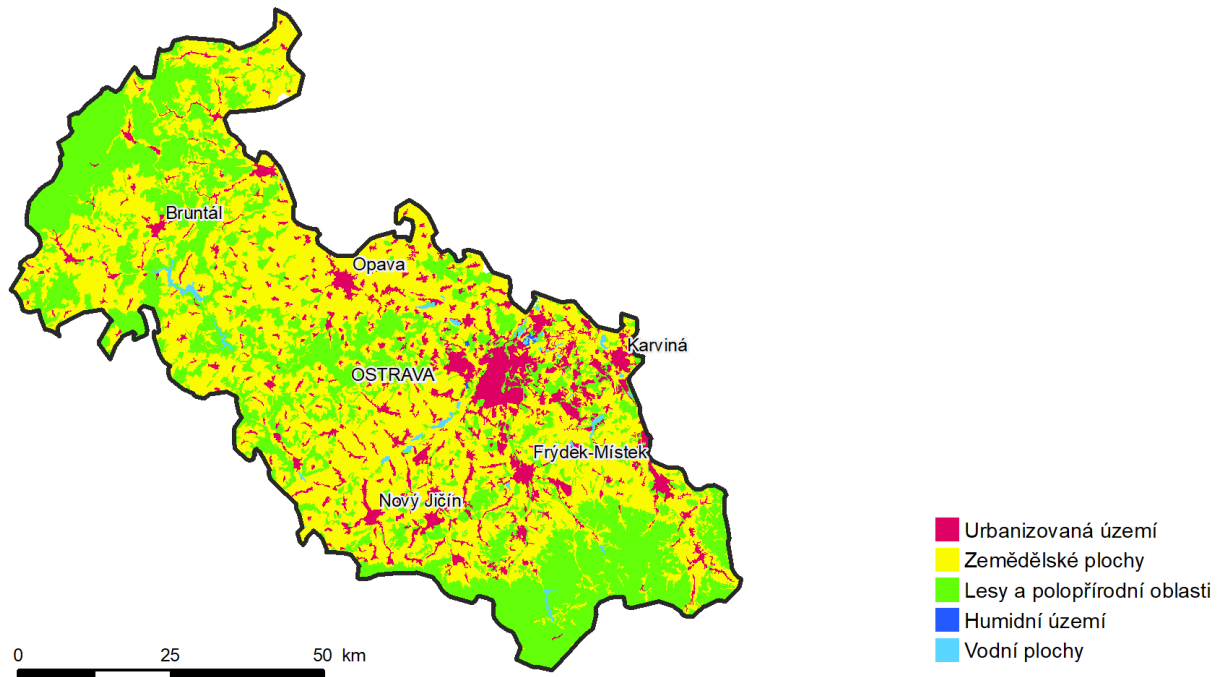 Bruntál
Opava
Karviná
OSTRAVA
Frýdek-Místek
Nový Jičín
Urbanizovaná území
Zemědělské plochy
Lesy a polopřírodní oblasti
Humidní území
Vodní plochy
0 25 50 km